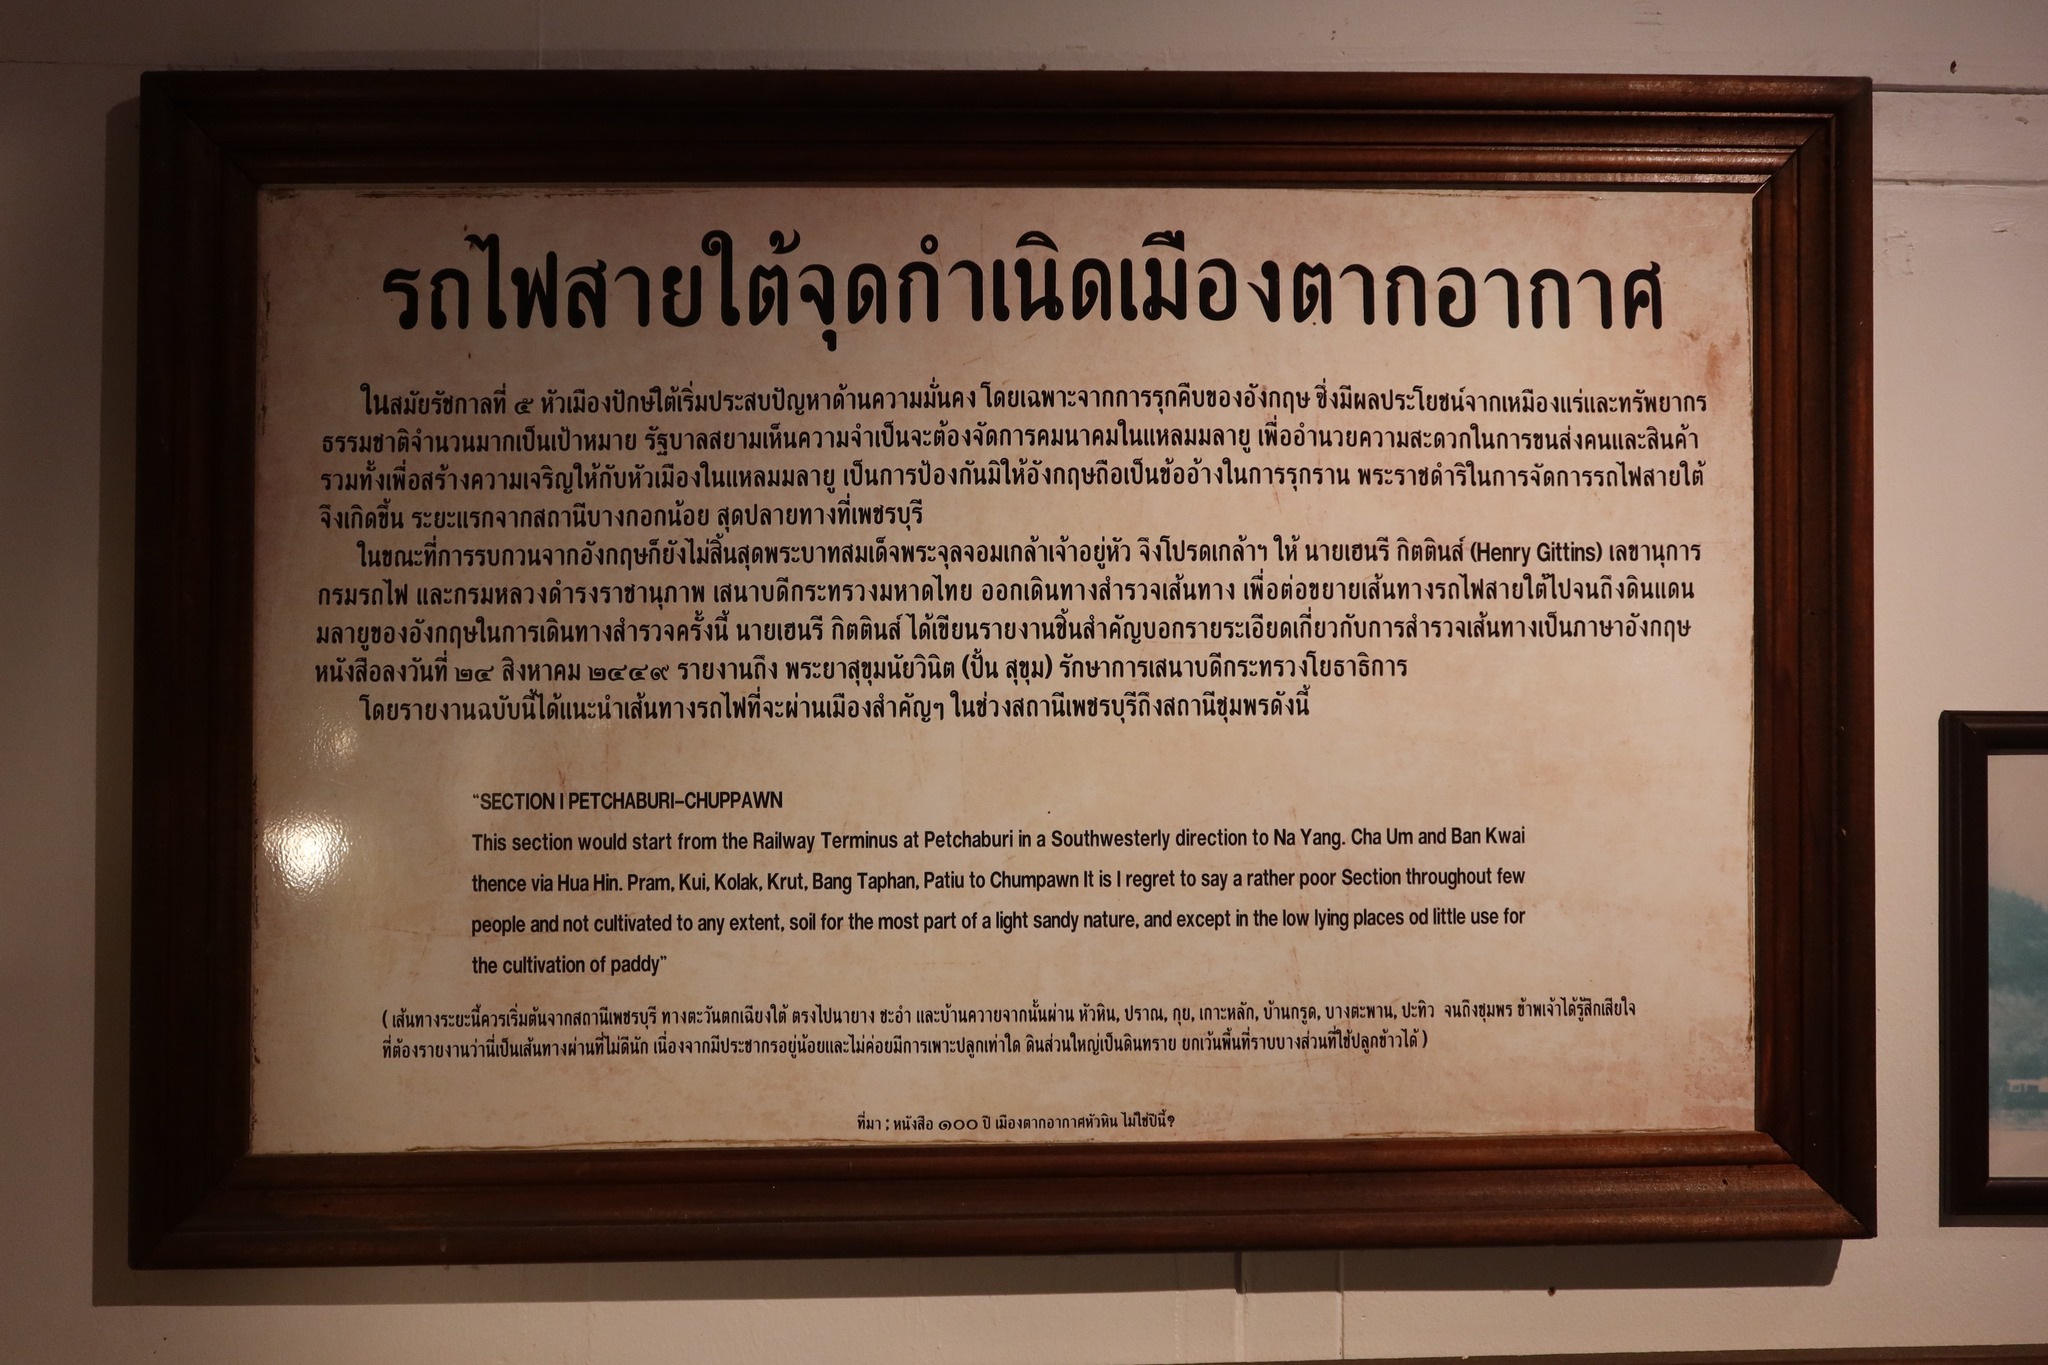 รถไฟสายใต้จุดกำเนิดเมืองตากอากาศ
ในสมัยรัชกาลที่ ๕ หัวเมืองปักษ์ใต้เริ่มประสบปัญหาด้านความมั่นคง โดยเฉพาะจากการรุกคืบของอังกฤษ ซึ่งมีผลประโยชน์จากเหมืองแร่และทรัพยากร
ธรรมชาติจำนวนมากเป็นเป้าหมาย รัฐบาลสยามเห็นความจำเป็นจะต้องจัดการคมนาคมในแหลมมลายู เพื่ออำนวยความสะดวกในการขนส่งคนและสินค้า
รวมทั้งเพื่อสร้างความเจริญให้กับหัวเมืองในแหลมมลายู เป็นการป้องกันมิให้อังกฤษถือเป็นข้ออ้างในการรุกราน พระราชดำริในการจัดการรถไฟสายใต้
จึงเกิดขึ้น ระยะแรกจากสถานีบางกอกน้อย สุดปลายทางที่เพชรบุรี
ในขณะที่การรบกวนจากอังกฤษก็ยังไม่สิ้นสุดพระบาทสมเด็จพระจุลจอมเกล้าเจ้าอยู่หัว จึงโปรดเกล้าฯ ให้ นายเฮนรี กิตตินส์ (Henry Gittins) เลขานุการ
กรมรถไฟ และกรมหลวงดำรงราชานุภาพ เสนาบดีกระทรวงมหาดไทย ออกเดินทางสำรวจเส้นทาง เพื่อต่อขยายเส้นทางรถไฟสายใต้ไปจนถึงดินแดน
มลายูของอังกฤษในการเดินทางสำรวจครั้งนี้ นายเฮนรี กิตตินส์ ได้เขียนรายงานชิ้นสำคัญบอกรายระเอียดเกี่ยวกับการสำรวจเส้นทางเป็นภาษาอังกฤษ
หนังสือลงวันที่ ๒๔ สิงหาคม ๒๔๔๙ รายงานถึง พระยาสุขุมนัยวินิต (ปั้น สุขุม) รักษาการเสนาบดีกระทรวงโยธาธิการ
โดยรายงานฉบับนี้ได้แนะนำเส้นทางรถไฟที่จะผ่านเมืองสำคัญๆ ในช่วงสถานีเพชรบุรีถึงสถานีชุมพรดังนี้
“SECTION I PETCHABURI-CHUPPAWN
This section would start from the Railway Terminus at Petchaburi in a Southwesterly direction to Na Yang. Cha Um and Ban Kwai
thence via Hua Hin. Pram, Kui, Kolak, Krut, Bang Taphan, Patiu to Chumpawn It is I regret to say a rather poor Section throughout few
people and not cultivated to any extent, soil for the most part of a light sandy nature, and except in the low lying places od little use for
the cultivation of paddy”
( เส้นทางระยะนี้ควรเริ่มต้นจากสถานีเพชรบุรี ทางตะวันตกเฉียงใต้ ตรงไปนายาง ชะอำ และบ้านควายจากนั้นผ่าน หัวหิน, ปราณ, กุย, เกาะหลัก, บ้านกรูด, บางตะพาน, ปะทิว จนถึงชุมพร ข้าพเจ้าได้รู้สึกเสียใจ
ที่ต้องรายงานว่านี่เป็นเส้นทางผ่านที่ไม่ดีนัก เนื่องจากมีประชากรอยู่น้อยและไม่ค่อยมีการเพาะปลูกเท่าใด ดินส่วนใหญ่เป็นดินทราย ยกเว้นพื้นที่ราบบางส่วนที่ใช้ปลูกข้าวได้ )
ที่มา : หนังสือ ๑๐๐ ปี เมืองตากอากาศหัวหิน ไม่ใช่ปีนี้?